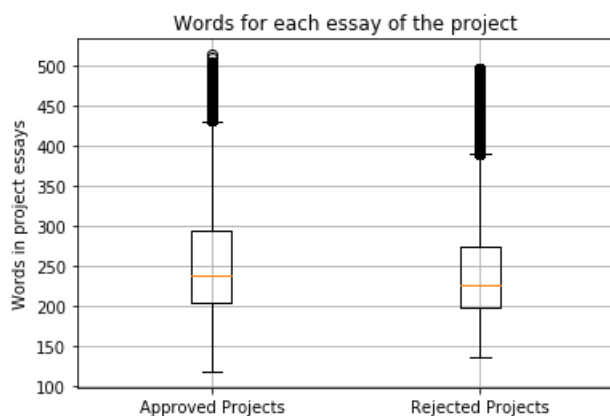 Words for each essay of the project
Words in project essays
500
450
400
350
300
250
200
150
100
Approved Projects
Rejected Projects